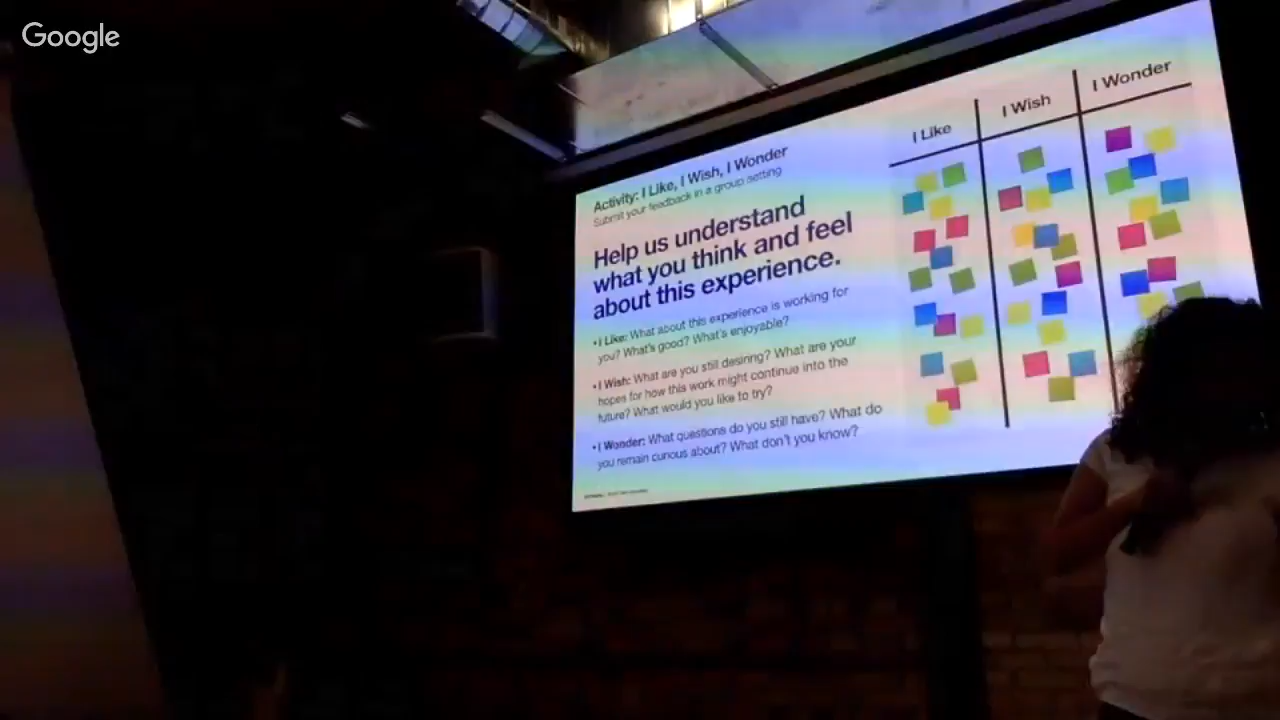 Google
Activity: I Like, I Wish, I Wonder
Submit your feedback in a group setting
Help us understand
what you think and feel
about this experience.
• I Like: What about this experience is working for
you? What's good? What's enjoyable?
• I Wish: What are you still desiring? What are your
hopes for how this work might continue into the
future? What would you like to try?
• I Wonder: What questions do you still have? What do
you remain curious about? What don't you know?
I Like
I Wish
I Wonder